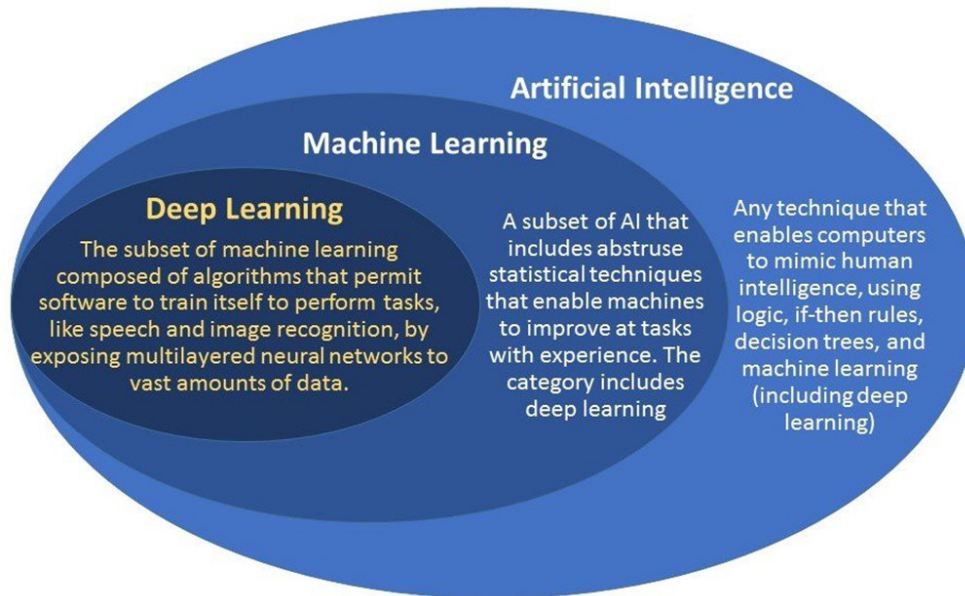 Artificial Intelligence
Machine Learning
Deep Learning
The subset of machine learning
composed of algorithms that permit
software to train itself to perform tasks,
like speech and image recognition, by
exposing multilayered neural networks to
vast amounts of data.
A subset of AI that
includes abstruse
statistical techniques
that enable machines
to improve at tasks
with experience. The
category includes
deep learning
Any technique that
enables computers
to mimic human
intelligence, using
logic, if-then rules,
decision trees, and
machine learning
(including deep
learning)